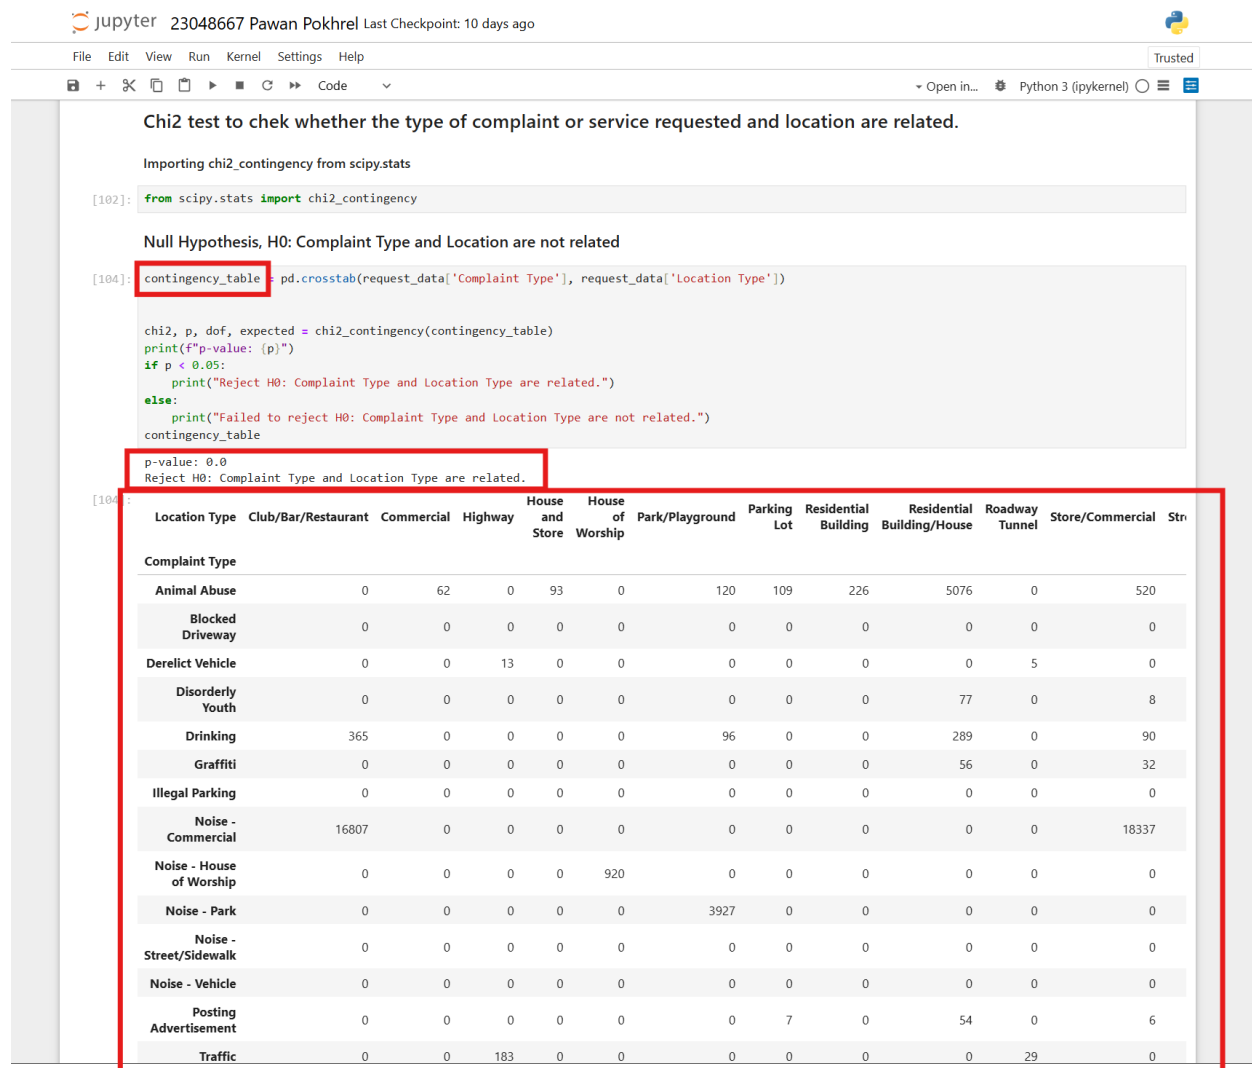 jupyter 23048667 Pawan Pokhrel Last Checkpoint: 10 days ago
File Edit View Run Kernel Settings Help
Trusted
Code
Open in...
Python 3 (ipykernel)
Chi2 test to chek whether the type of complaint or service requested and location are related.
Importing chi2_contingency from scipy.stats
[102]: from scipy.stats import chi2_contingency
Null Hypothesis, H0: Complaint Type and Location are not related
[104]: contingency_table = pd.crosstab(request_data['Complaint Type'], request_data['Location Type'])
chi2, p, dof, expected = chi2_contingency(contingency_table)
print(f"p-value: {p}")
if p < 0.05:
    print("Reject H0: Complaint Type and Location Type are related.")
else:
    print("Failed to reject H0: Complaint Type and Location Type are not related.")
contingency_table
p-value: 0.0
Reject H0: Complaint Type and Location Type are related.
[104]:
Location Type Club/Bar/Restaurant Commercial Highway House and Store House of Worship Park/Playground Parking Lot Residential Building Residential Building/House Roadway Tunnel Store/Commercial Stre
Complaint Type
Animal Abuse 0 62 0 93 0 120 109 226 5076 0 520
Blocked Driveway 0 0 0 0 0 0 0 0 0 0 0
Derelict Vehicle 0 0 13 0 0 0 0 0 0 5 0
Disorderly Youth 0 0 0 0 0 0 0 0 77 0 8
Drinking 365 0 0 0 0 96 0 0 289 0 90
Graffiti 0 0 0 0 0 0 0 0 56 0 32
Illegal Parking 0 0 0 0 0 0 0 0 0 0 0
Noise - Commercial 16807 0 0 0 0 0 0 0 0 0 18337
Noise - House of Worship 0 0 0 0 920 0 0 0 0 0 0
Noise - Park 0 0 0 0 0 3927 0 0 0 0 0
Noise - Street/Sidewalk 0 0 0 0 0 0 0 0 0 0 0
Noise - Vehicle 0 0 0 0 0 0 0 0 0 0 0
Posting Advertisement 0 0 0 0 0 0 7 0 54 0 6
Traffic 0 0 183 0 0 0 0 0 0 29 0